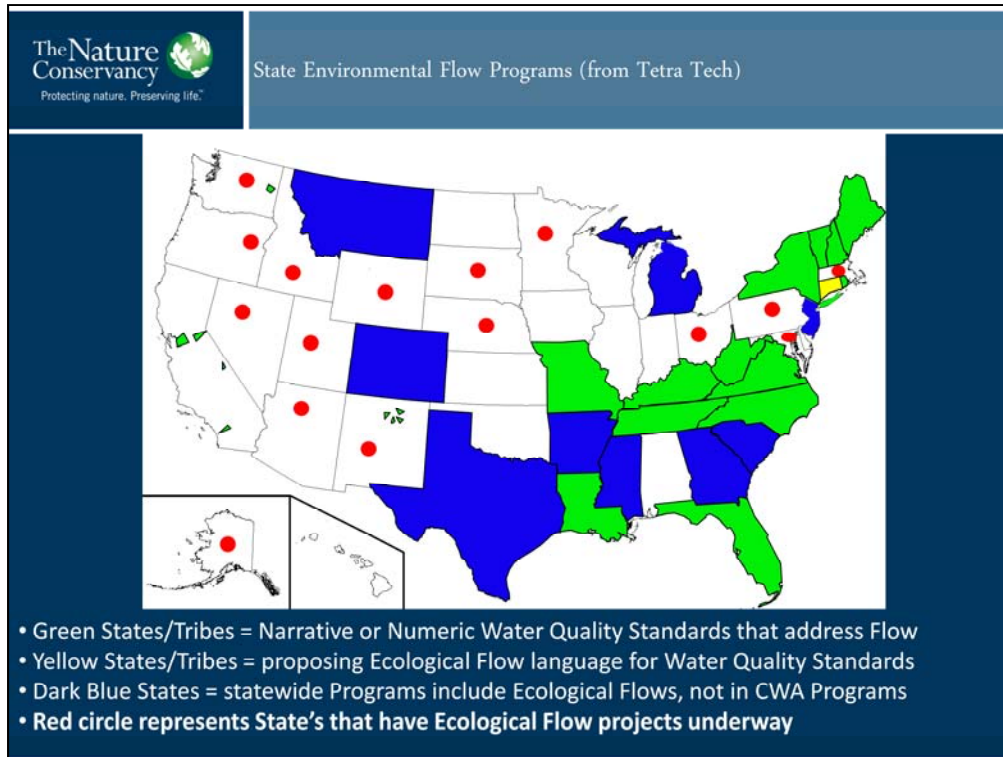 The Nature
Conservancy
Protecting nature. Preserving life.™
State Environmental Flow Programs (from Tetra Tech)
• Green States/Tribes = Narrative or Numeric Water Quality Standards that address Flow
• Yellow States/Tribes = proposing Ecological Flow language for Water Quality Standards
• Dark Blue States = statewide Programs include Ecological Flows, not in CWA Programs
• Red circle represents State's that have Ecological Flow projects underway